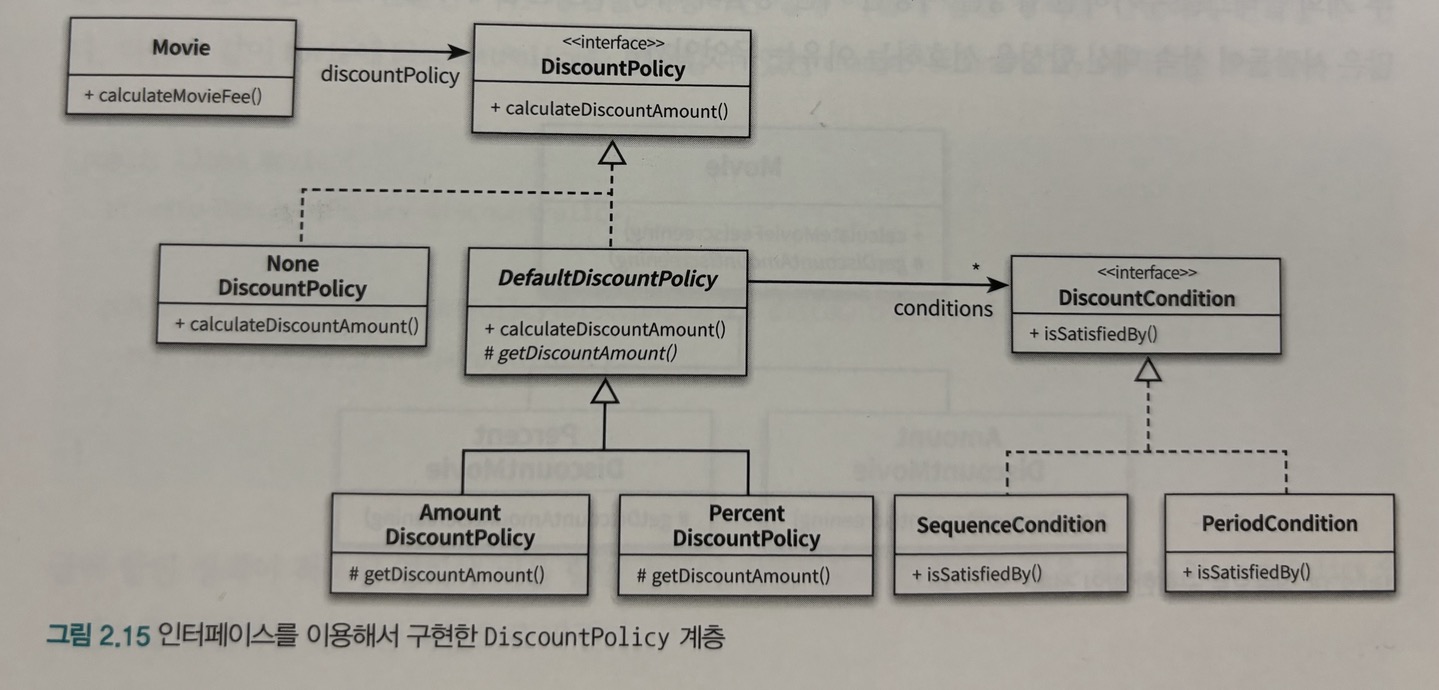 Movie
+ calculateMovieFee()
discountPolicy
<<interface>>
DiscountPolicy
+ calculateDiscountAmount()
None
DiscountPolicy
+ calculateDiscountAmount()
DefaultDiscountPolicy
+ calculateDiscountAmount()
# getDiscountAmount()
*
conditions
<<interface>>
DiscountCondition
+ isSatisfiedBy()
Amount
DiscountPolicy
# getDiscountAmount()
Percent
DiscountPolicy
# getDiscountAmount()
SequenceCondition
+ isSatisfiedBy()
PeriodCondition
+ isSatisfiedBy()
그림 2.15 인터페이스를 이용해서 구현한 DiscountPolicy 계층